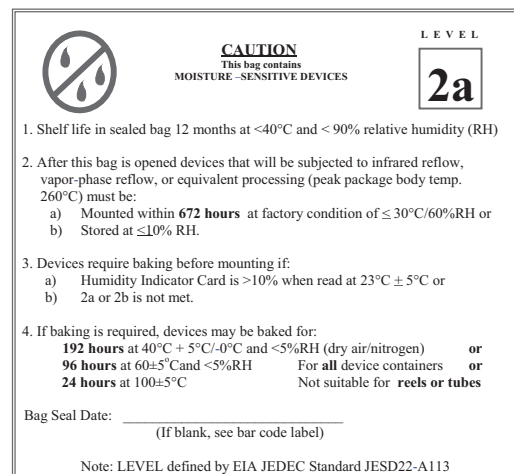 LEVEL
CAUTION
This bag contains
MOISTURE –SENSITIVE DEVICES
2a
1. Shelf life in sealed bag 12 months at <40°C and < 90% relative humidity (RH)
2. After this bag is opened devices that will be subjected to infrared reflow,
vapor-phase reflow, or equivalent processing (peak package body temp.
260°C) must be:
a) Mounted within 672 hours at factory condition of ≤ 30°C/60%RH or
b) Stored at ≤10% RH.
3. Devices require baking before mounting if:
a) Humidity Indicator Card is >10% when read at 23°C ± 5°C or
b) 2a or 2b is not met.
4. If baking is required, devices may be baked for:
192 hours at 40°C + 5°C/-0°C and <5%RH (dry air/nitrogen) or
96 hours at 60±5°Cand <5%RH For all device containers or
24 hours at 100±5°C Not suitable for reels or tubes
Bag Seal Date: ______________________________
(If blank, see bar code label)
Note: LEVEL defined by EIA JEDEC Standard JESD22-A113